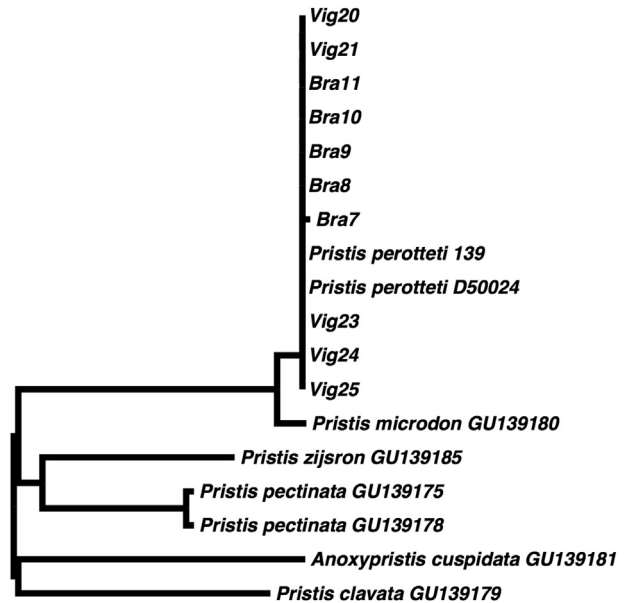 Vig20
Vig21
Bra11
Bra10
Bra9
Bra8
Bra7
Pristis perotteti 139
Pristis perotteti D50024
Vig23
Vig24
Vig25
Pristis microdon GU139180
Pristis zijsron GU139185
Pristis pectinata GU139175
Pristis pectinata GU139178
Anoxypristis cuspidata GU139181
Pristis clavata GU139179